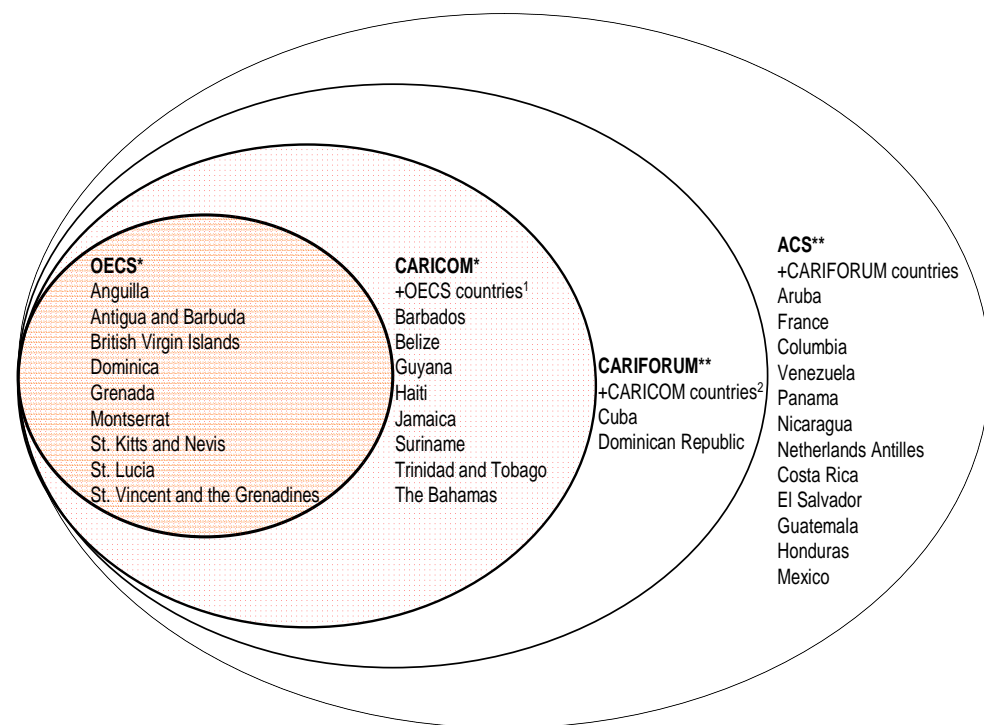 OECS*
Anguilla
Antigua and Barbuda
British Virgin Islands
Dominica
Grenada
Montserrat
St. Kitts and Nevis
St. Lucia
St. Vincent and the Grenadines
CARICOM*
+OECS countries¹
Barbados
Belize
Guyana
Haiti
Jamaica
Suriname
Trinidad and Tobago
The Bahamas
CARIFORUM**
+CARICOM countries²
Cuba
Dominican Republic
ACS**
+CARIFORUM countries
Aruba
France
Columbia
Venezuela
Panama
Nicaragua
Netherlands Antilles
Costa Rica
El Salvador
Guatemala
Honduras
Mexico